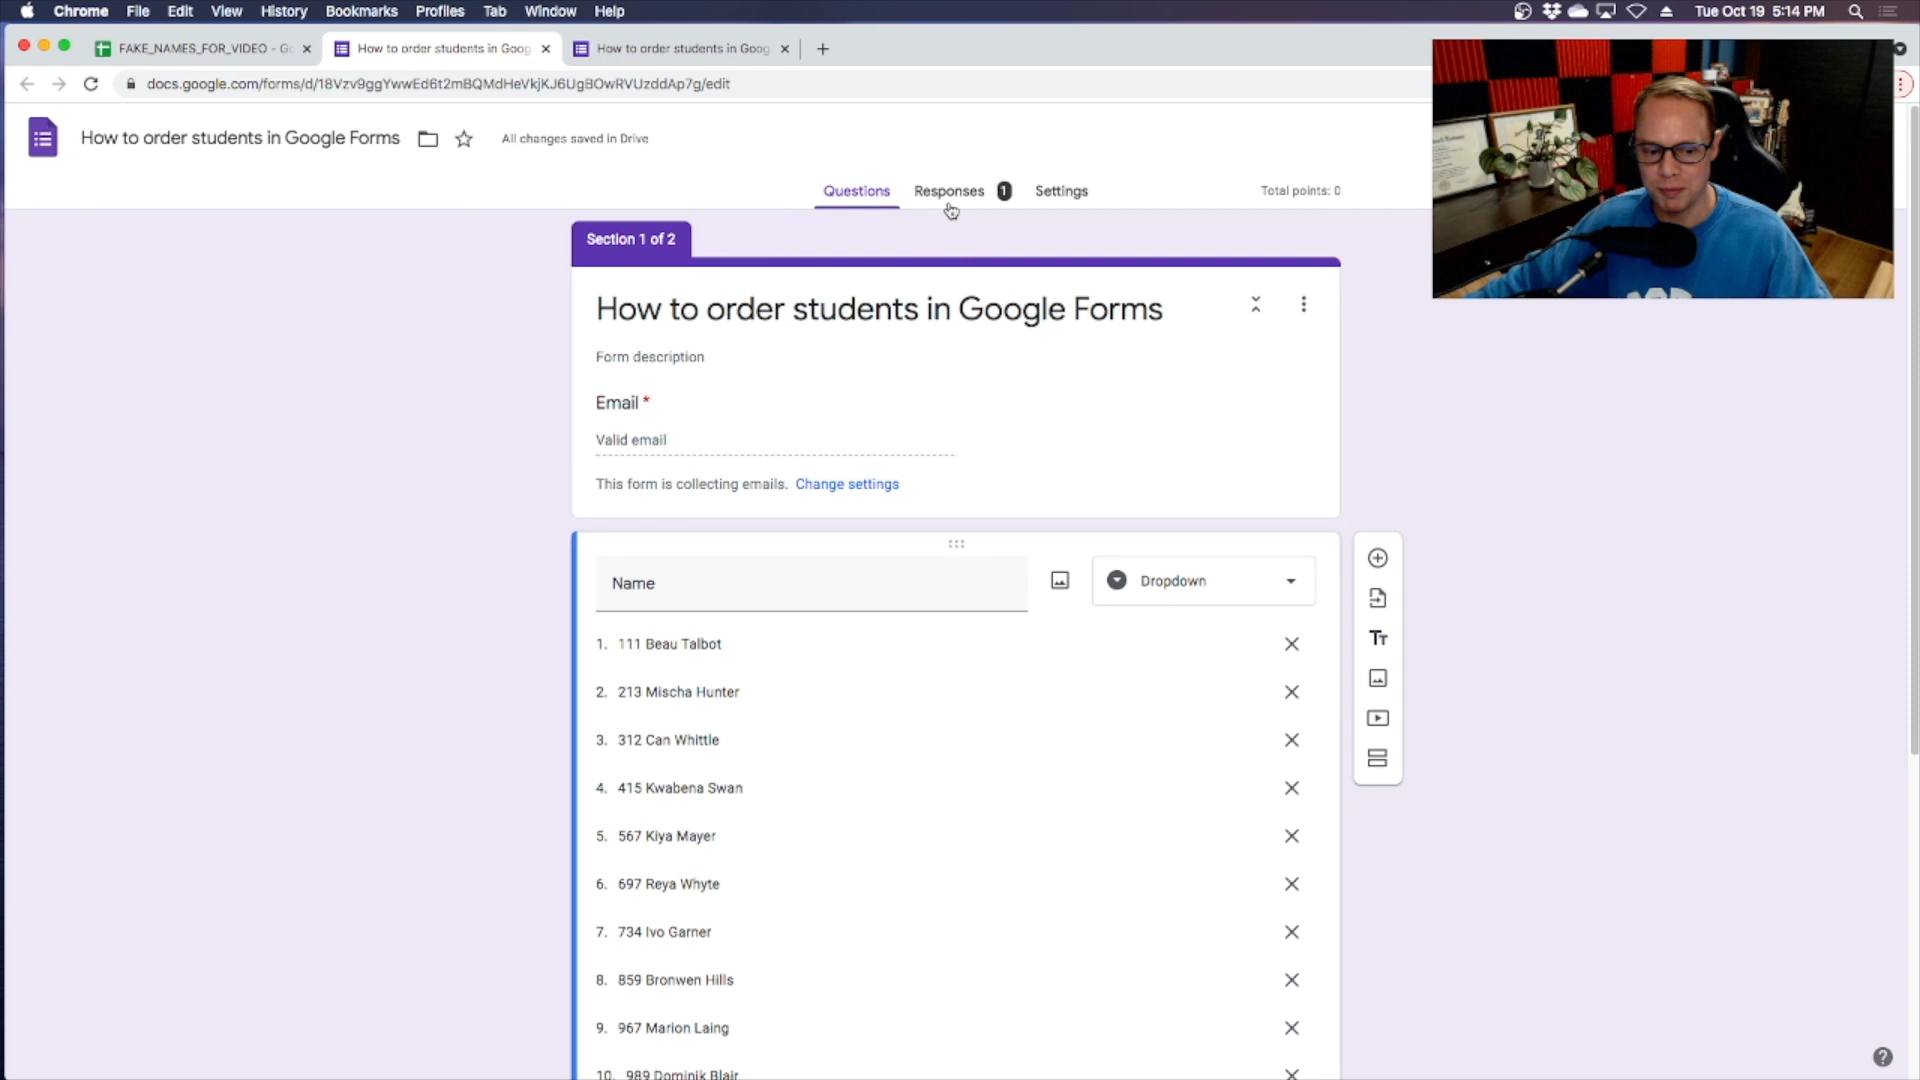 Chrome File Edit View History Bookmarks Profiles Tab Window Help Tue Oct 19 5:14 PM
FAKE_NAMES_FOR_VIDEO - Go How to order students in Goog How to order students in Goog
docs.google.com/forms/d/18Vzv9ggYwwEd6t2mBQMdHeVkjKJ6UgBOwRVUzddAp7g/edit
How to order students in Google Forms All changes saved in Drive
Questions Responses 1 Settings Total points: 0
Section 1 of 2
How to order students in Google Forms
Form description
Email *
Valid email
This form is collecting emails. Change settings
Name Dropdown
1. 111 Beau Talbot
2. 213 Mischa Hunter
3. 312 Can Whittle
4. 415 Kwabena Swan
5. 567 Kiya Mayer
6. 697 Reya Whyte
7. 734 Ivo Garner
8. 859 Bronwen Hills
9. 967 Marion Laing
10. 989 Dominik Blair